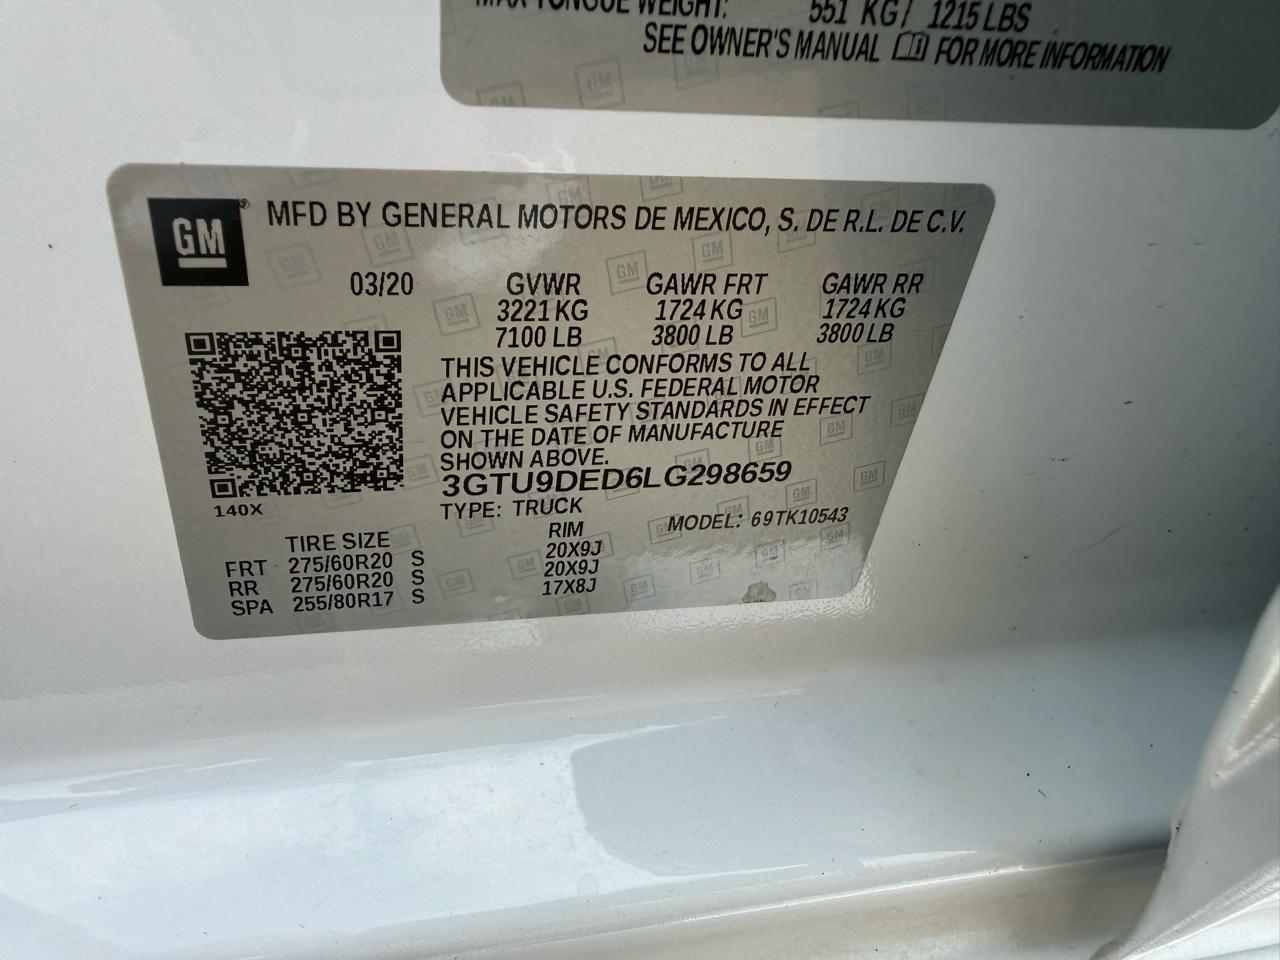 MAX TONGUE WEIGHT: 551 KG / 1215 LBS
SEE OWNER'S MANUAL FOR MORE INFORMATION
GM® MFD BY GENERAL MOTORS DE MEXICO, S. DE R.L. DE C.V.
03/20 GVWR GAWR FRT GAWR RR
3221 KG 1724 KG 1724 KG
7100 LB 3800 LB 3800 LB
THIS VEHICLE CONFORMS TO ALL
APPLICABLE U.S. FEDERAL MOTOR
VEHICLE SAFETY STANDARDS IN EFFECT
ON THE DATE OF MANUFACTURE
SHOWN ABOVE.
3GTU9DED6LG298659
140X
TYPE: TRUCK MODEL: 69TK10543
TIRE SIZE RIM
FRT 275/60R20 S 20X9J
RR 275/60R20 S 20X9J
SPA 255/80R17 S 17X8J